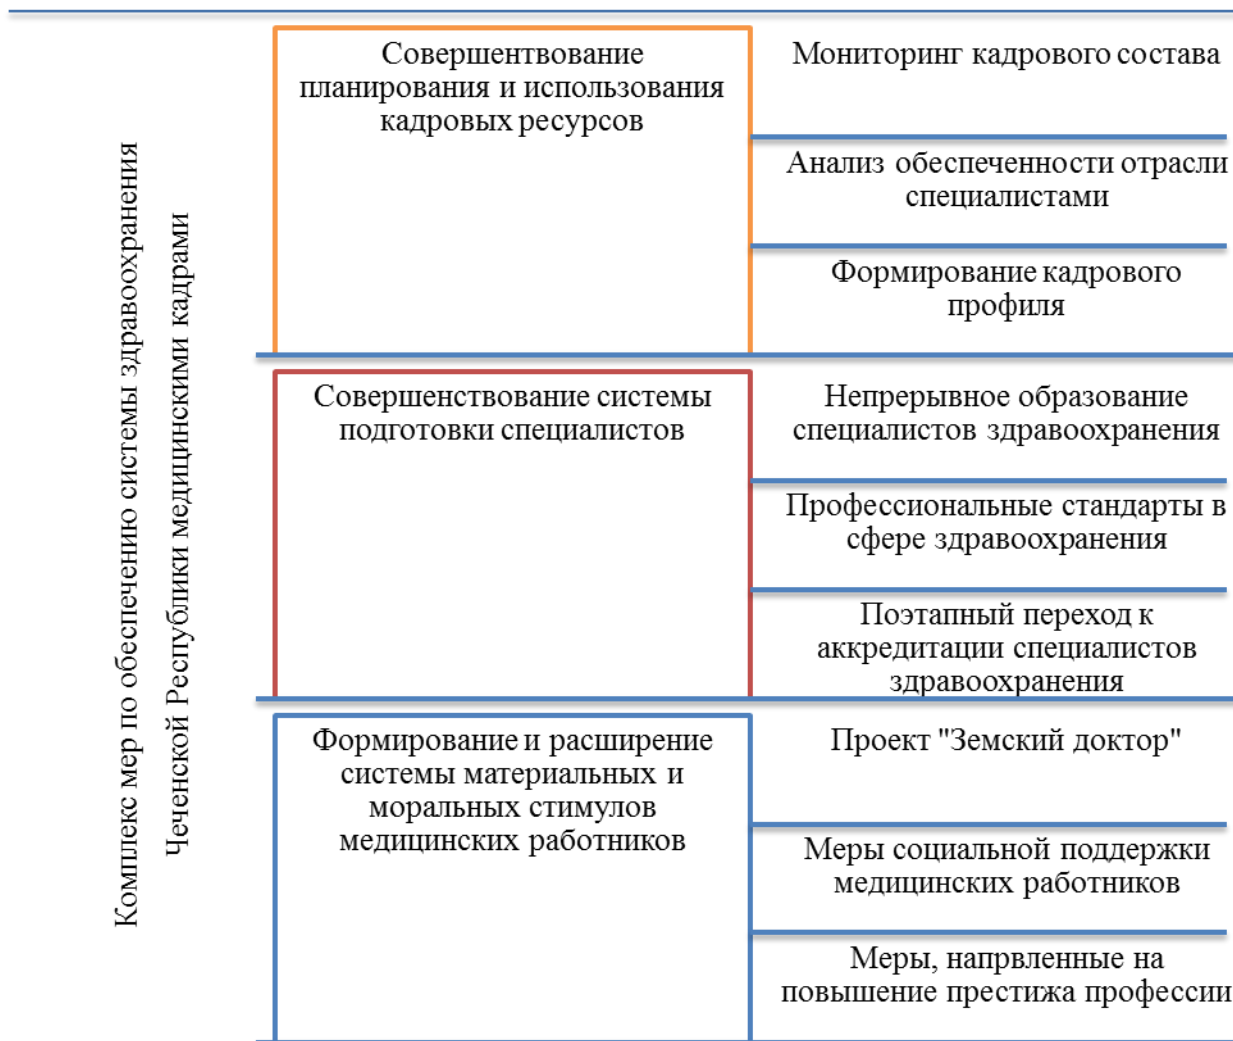 Комплекс мер по обеспечению системы здравоохранения
Чеченской Республики медицинскими кадрами
Совершентвование
планирования и использования
кадровых ресурсов
Мониторинг кадрового состава
Анализ обеспеченности отрасли
специалистами
Формирование кадрового
профиля
Совершенствование системы
подготовки специалистов
Непрерывное образование
специалистов здравоохранения
Профессиональные стандарты в
сфере здравоохранения
Поэтапный переход к
аккредитации специалистов
здравоохранения
Формирование и расширение
системы материальных и
моральных стимулов
медицинских работников
Проект "Земский доктор"
Меры социальной поддержки
медицинских работников
Меры, напрвленные на
повышение престижа профессии